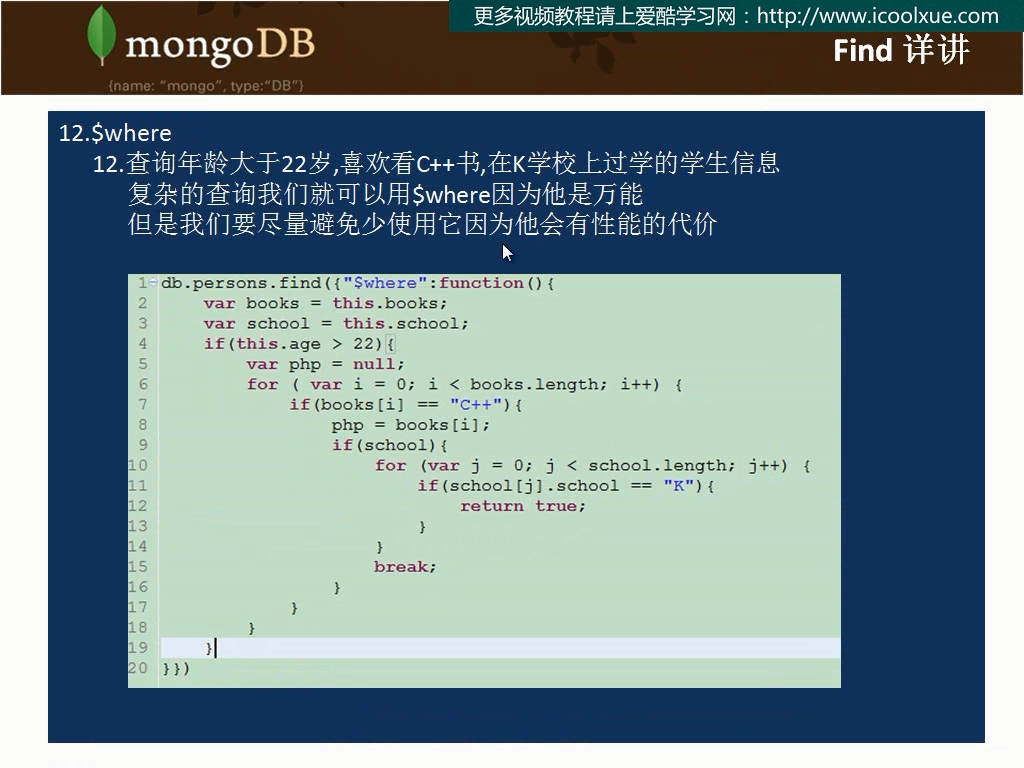 更多视频教程请上爱酷学习网：http://www.icoolxue.com
mongoDB
{name: “mongo”, type:“DB”}
Find 详讲
12.$where
12.查询年龄大于22岁,喜欢看C++书,在K学校上过学的学生信息
复杂的查询我们就可以用$where因为他是万能
但是我们要尽量避免少使用它因为他会有性能的代价
1 db.persons.find({"$where":function(){
2 var books = this.books;
3 var school = this.school;
4 if(this.age > 22){
5 var php = null;
6 for ( var i = 0; i < books.length; i++) {
7 if(books[i] == "C++"){
8 php = books[i];
9 if(school){
10 for (var j = 0; j < school.length; j++) {
11 if(school[j].school == "K"){
12 return true;
13 }
14 }
15 break;
16 }
17 }
18 }
19 }
20 }})